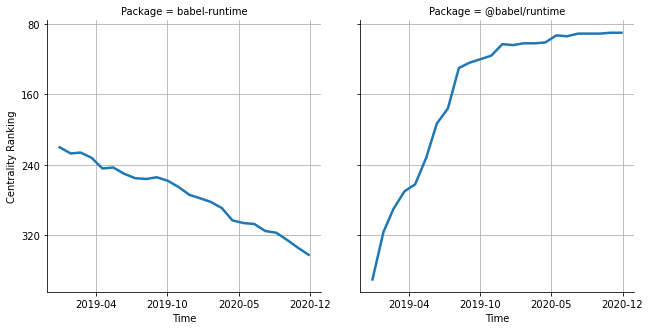 Package = babel-runtime
Package = @babel/runtime
80
160
240
320
Centrality Ranking
2019-04
2019-10
2020-05
2020-12
2019-04
2019-10
2020-05
2020-12
Time
Time